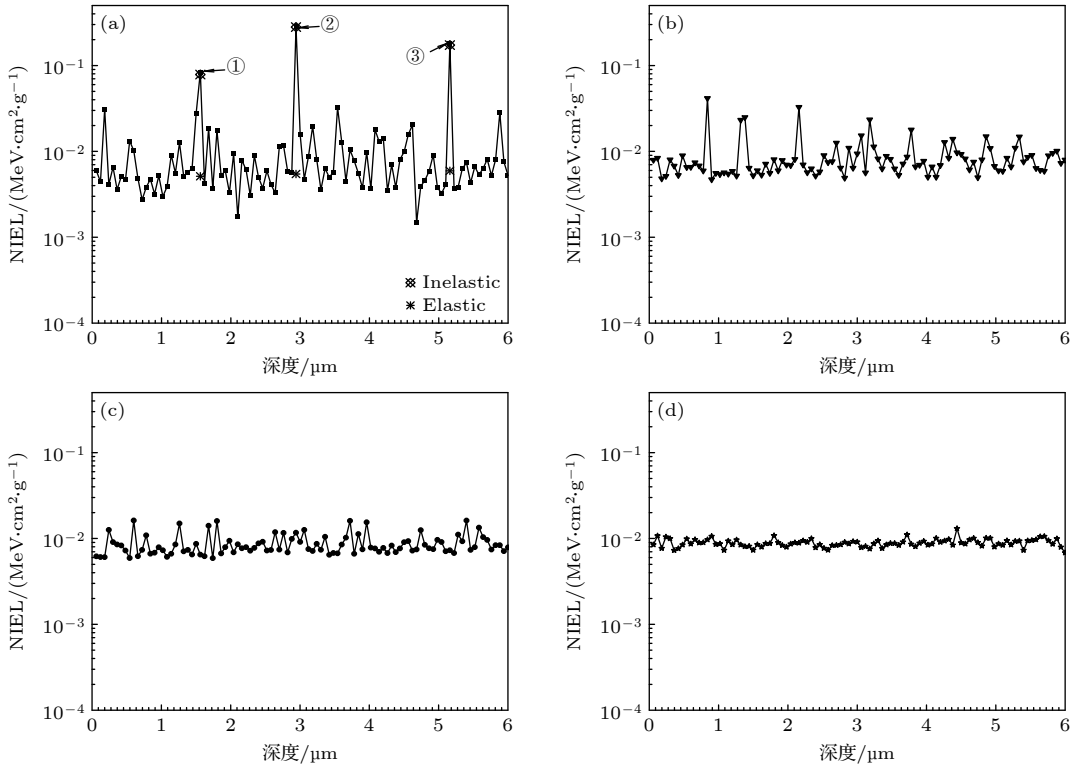 (a)
②
①
③
10⁻¹
10⁻²
10⁻³
10⁻⁴
NIEL/(MeV·cm²·g⁻¹)
Inelastic
Elastic
0 1 2 3 4 5 6
深度/µm
(b)
10⁻¹
10⁻²
10⁻³
10⁻⁴
NIEL/(MeV·cm²·g⁻¹)
0 1 2 3 4 5 6
深度/µm
(c)
10⁻¹
10⁻²
10⁻³
10⁻⁴
NIEL/(MeV·cm²·g⁻¹)
0 1 2 3 4 5 6
深度/µm
(d)
10⁻¹
10⁻²
10⁻³
10⁻⁴
NIEL/(MeV·cm²·g⁻¹)
0 1 2 3 4 5 6
深度/µm